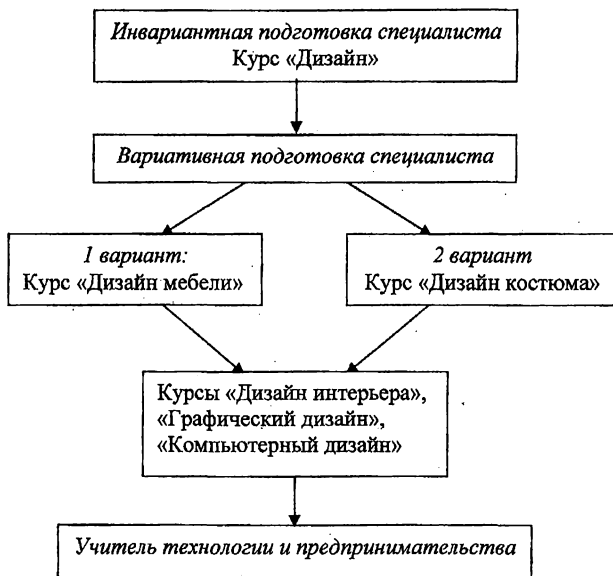 Инвариантная подготовка специалиста
Курс «Дизайн»
Вариативная подготовка специалиста
1 вариант:
Курс «Дизайн мебели»
2 вариант
Курс «Дизайн костюма»
Курсы «Дизайн интерьера»,
«Графический дизайн»,
«Компьютерный дизайн»
Учитель технологии и предпринимательства